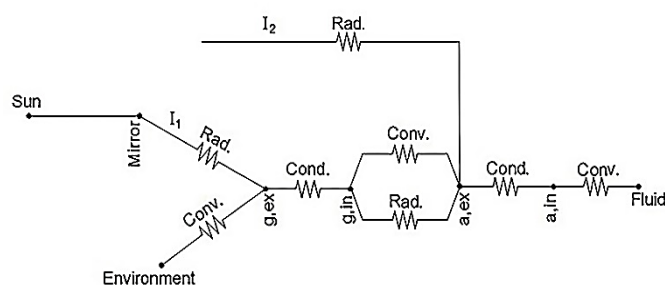 I₂
Rad.
Sun
Mirror
I₁
Rad.
Conv.
Environment
g,ex
Cond.
g,in
Conv.
Rad.
a,ex
Cond.
a,in
Conv.
Fluid